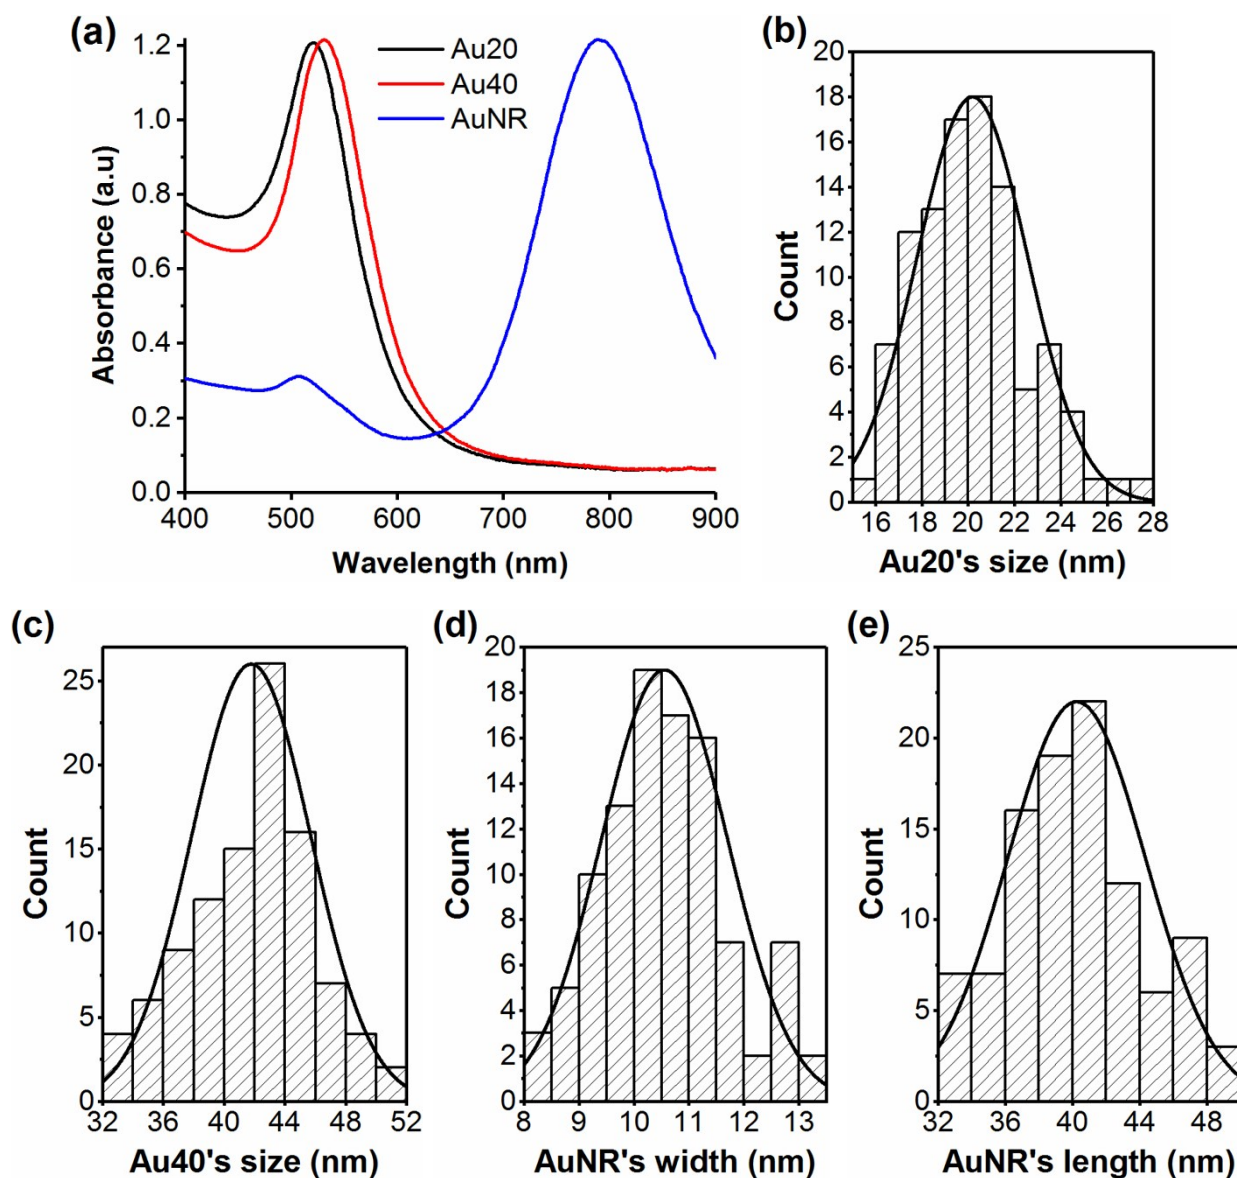 (a)
Au20
Au40
AuNR
1.2
1.0
0.8
0.6
0.4
0.2
0.0
Absorbance (a.u)
400 500 600 700 800 900
Wavelength (nm)
(b)
20
18
16
14
12
10
8
6
4
2
0
Count
16 18 20 22 24 26 28
Au20's size (nm)
(c)
25
20
15
10
5
0
Count
32 36 40 44 48 52
Au40's size (nm)
(d)
20
18
16
14
12
10
8
6
4
2
0
Count
8 9 10 11 12 13
AuNR's width (nm)
(e)
25
20
15
10
5
0
Count
32 36 40 44 48
AuNR's length (nm)